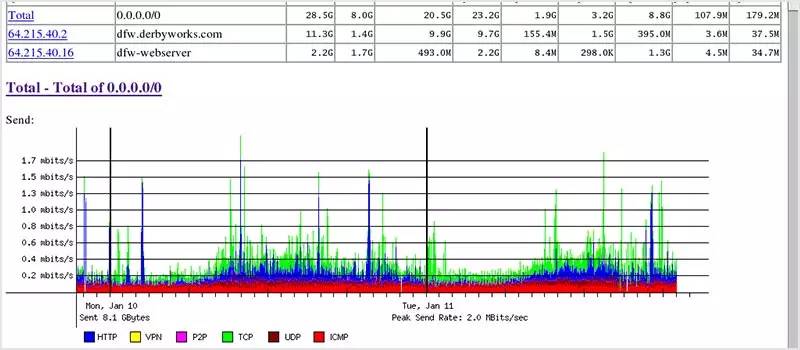 Total 0.0.0.0/0 28.5G 8.0G 20.5G 23.2G 1.9G 3.2G 8.8G 107.9M 179.2M
64.215.40.2 dfw.derbyworks.com 11.3G 1.4G 9.9G 9.7G 155.4M 1.5G 395.0M 3.6M 37.5M
64.215.40.16 dfw-webserver 2.2G 1.7G 493.0M 2.2G 8.4M 298.0K 1.3G 4.5M 34.7M
Total - Total of 0.0.0.0/0
Send:
1.7 mbits/s
1.5 mbits/s
1.3 mbits/s
1.0 mbits/s
0.8 mbits/s
0.6 mbits/s
0.4 mbits/s
0.2 mbits/s
Mon, Jan 10 Tue, Jan 11
Sent 8.1 GBytes Peak Send Rate: 2.0 MBits/sec
HTTP VPN P2P TCP UDP ICMP